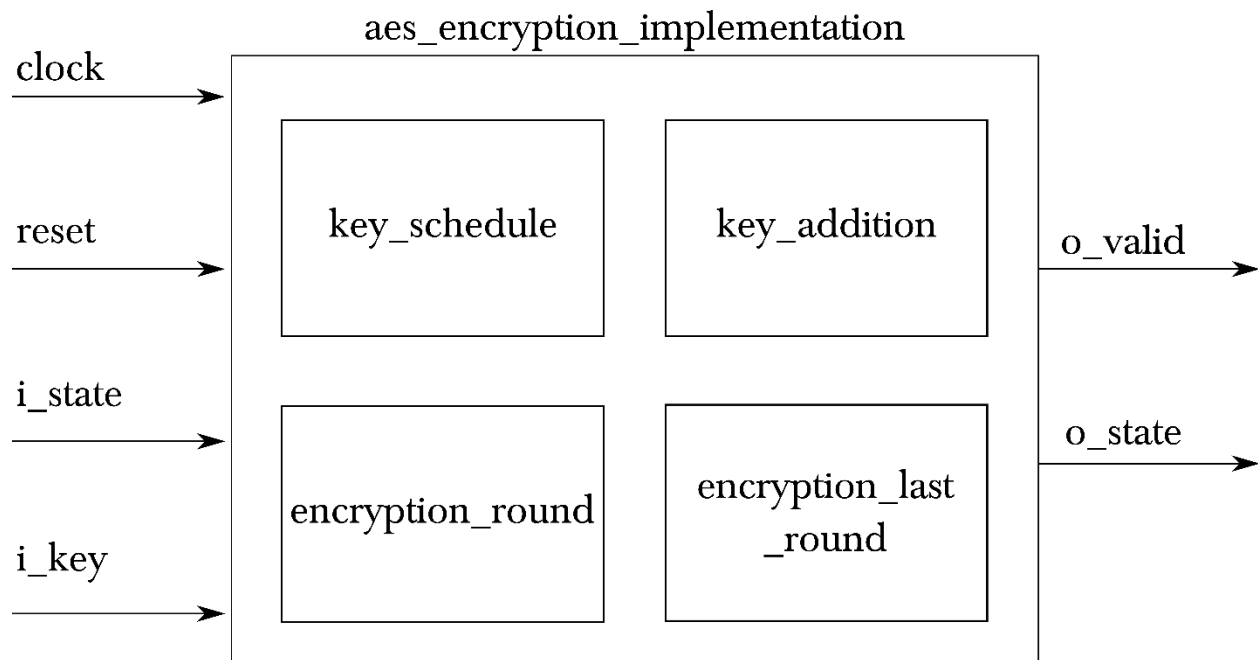 aes_encryption_implementation
clock
reset
i_state
i_key
key_schedule
key_addition
encryption_round
encryption_last
_round
o_valid
o_state